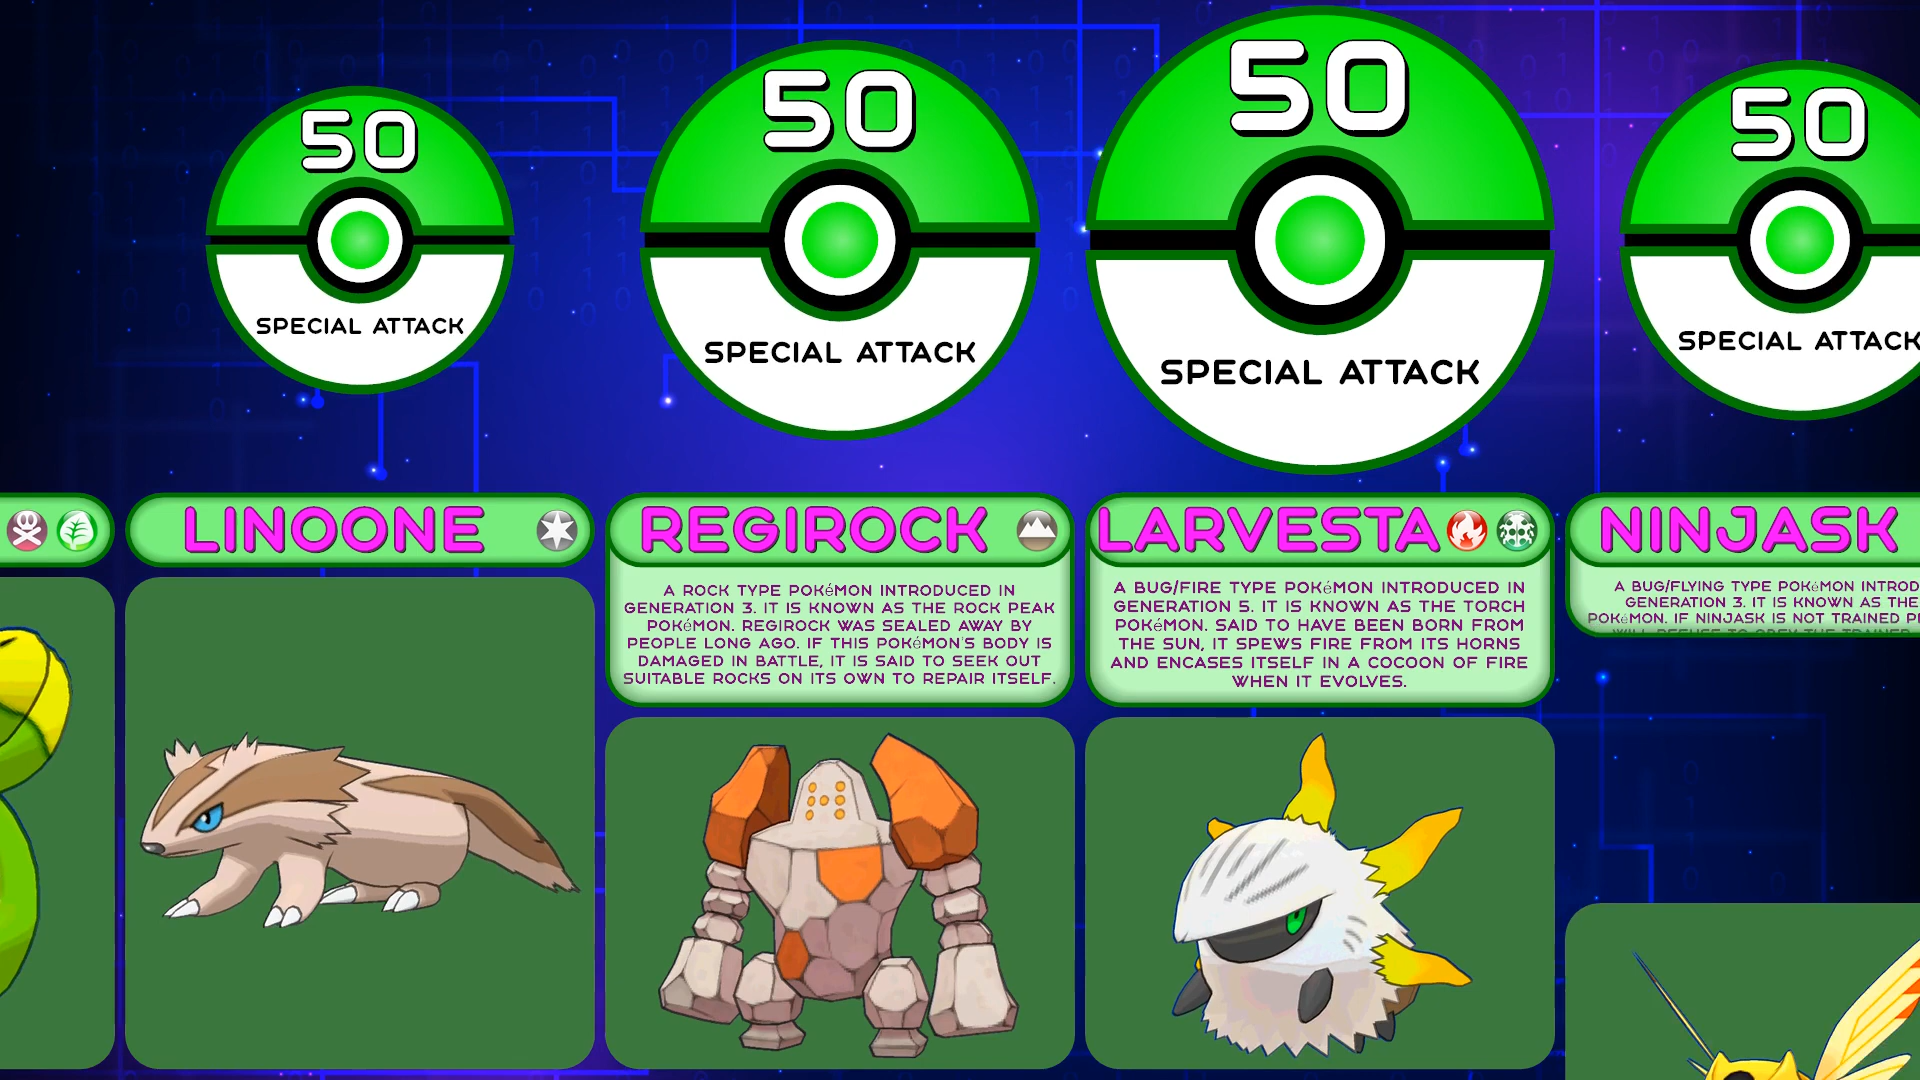 50
SPECIAL ATTACK
50
SPECIAL ATTACK
50
SPECIAL ATTACK
50
SPECIAL ATTACK
LINOONE
REGIROCK
A ROCK TYPE POKéMON INTRODUCED IN
GENERATION 3. IT IS KNOWN AS THE ROCK PEAK
POKéMON. REGIROCK WAS SEALED AWAY BY
PEOPLE LONG AGO. IF THIS POKéMON'S BODY IS
DAMAGED IN BATTLE, IT IS SAID TO SEEK OUT
SUITABLE ROCKS ON ITS OWN TO REPAIR ITSELF.
LARVESTA
A BUG/FIRE TYPE POKéMON INTRODUCED IN
GENERATION 5. IT IS KNOWN AS THE TORCH
POKéMON. SAID TO HAVE BEEN BORN FROM
THE SUN, IT SPEWS FIRE FROM ITS HORNS
AND ENCASES ITSELF IN A COCOON OF FIRE
WHEN IT EVOLVES.
NINJASK
A BUG/FLYING TYPE POKéMON INTROD
GENERATION 3. IT IS KNOWN AS THE
POKéMON. IF NINJASK IS NOT TRAINED
WILL REFUSE TO OBEY THE TRAINER